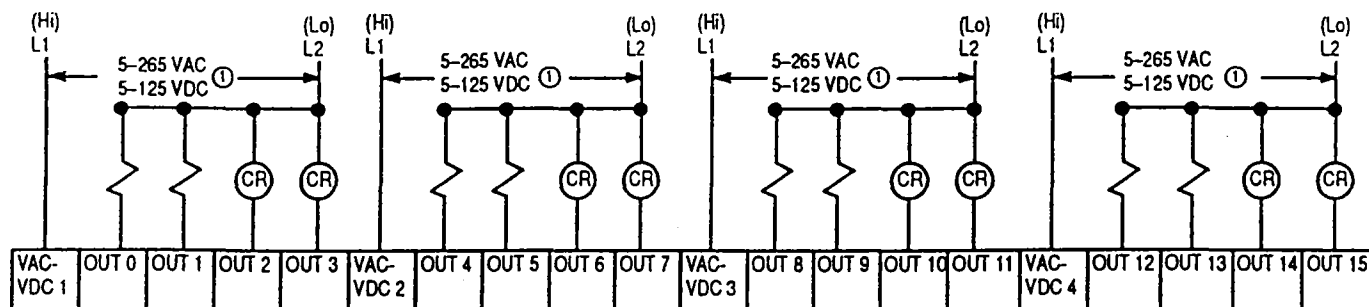 (Hi) (Lo) (Hi) (Lo) (Hi) (Lo) (Hi) (Lo)
L1 L2 L1 L2 L1 L2 L1 L2
5–265 VAC ① 5–265 VAC ① 5–265 VAC ① 5–265 VAC ①
5–125 VDC 5–125 VDC 5–125 VDC 5–125 VDC
CR CR CR CR CR CR CR CR
VAC- OUT 0 OUT 1 OUT 2 OUT 3 VAC- OUT 4 OUT 5 OUT 6 OUT 7 VAC- OUT 8 OUT 9 OUT 10 OUT 11 VAC- OUT 12 OUT 13 OUT 14 OUT 15
VDC 1 VDC 2 VDC 3 VDC 4